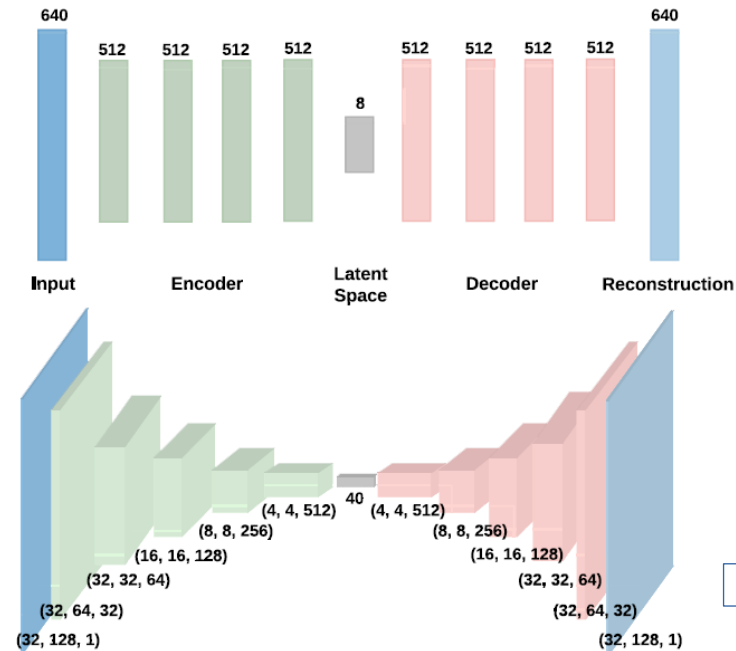 640 640
512 512 512 512 512 512 512 512
8
Input Encoder Latent Space Decoder Reconstruction
40
(4, 4, 512) (4, 4, 512)
(8, 8, 256) (8, 8, 256)
(16, 16, 128) (16, 16, 128)
(32, 32, 64) (32, 32, 64)
(32, 64, 32) (32, 64, 32)
(32, 128, 1) (32, 128, 1)